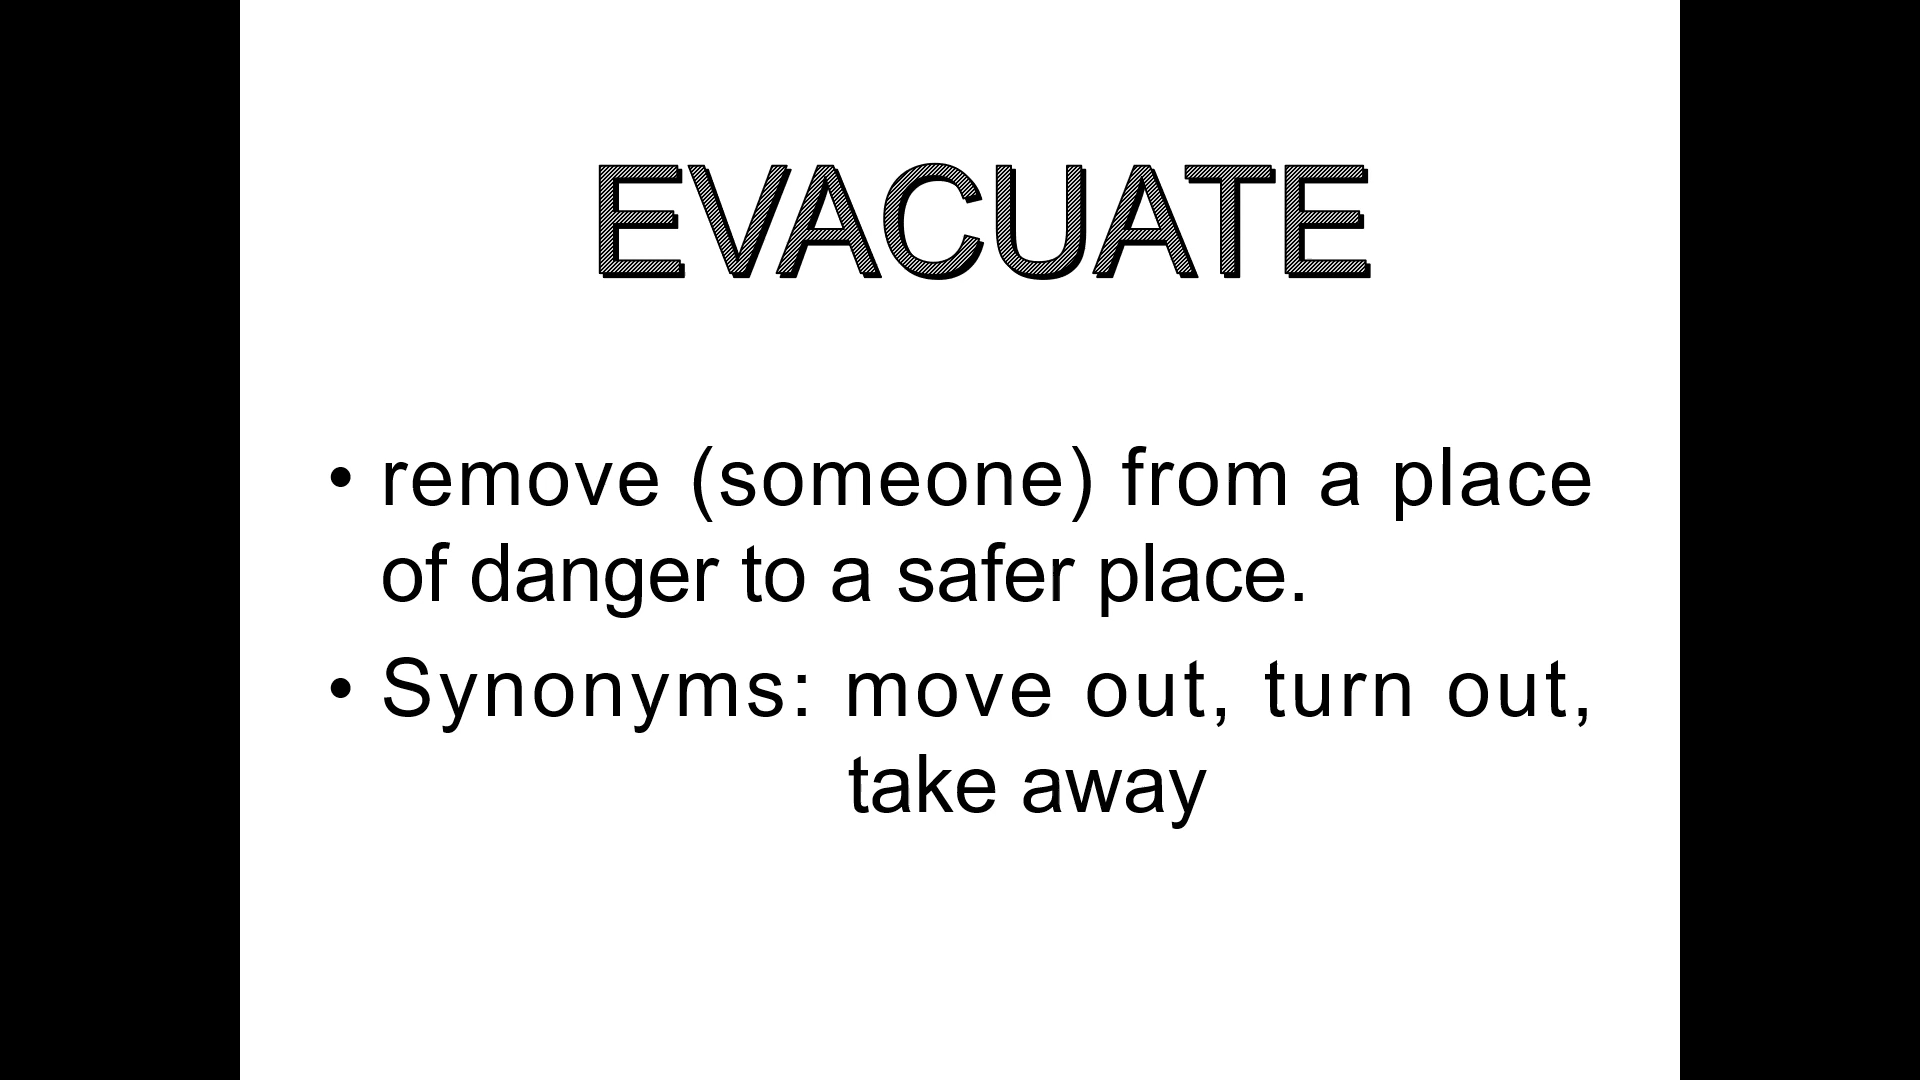 EVACUATE
• remove (someone) from a place
of danger to a safer place.
• Synonyms: move out, turn out,
take away